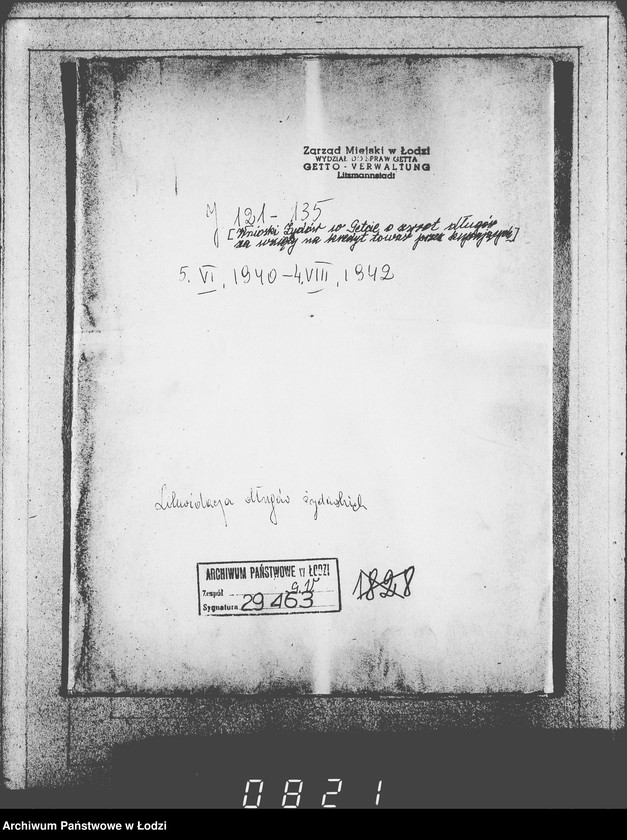 Zarząd Miejski w Łodzi
WYDZIAŁ DO SPRAW GETTA
GETTO - VERWALTUNG
Litzmannstadt
J 121 - 135
[Wnioski Żydów w Getcie o zwrot długów
za wzięty na kredyt towar przez kupujących]
5. VI. 1940 - 4. VIII. 1942
Likwidacja długów żydowskich
ARCHIWUM PAŃSTWOWE W ŁODZI
Zespół
Sygnatura 29463
1828
0821
Archiwum Państwowe w Łodzi